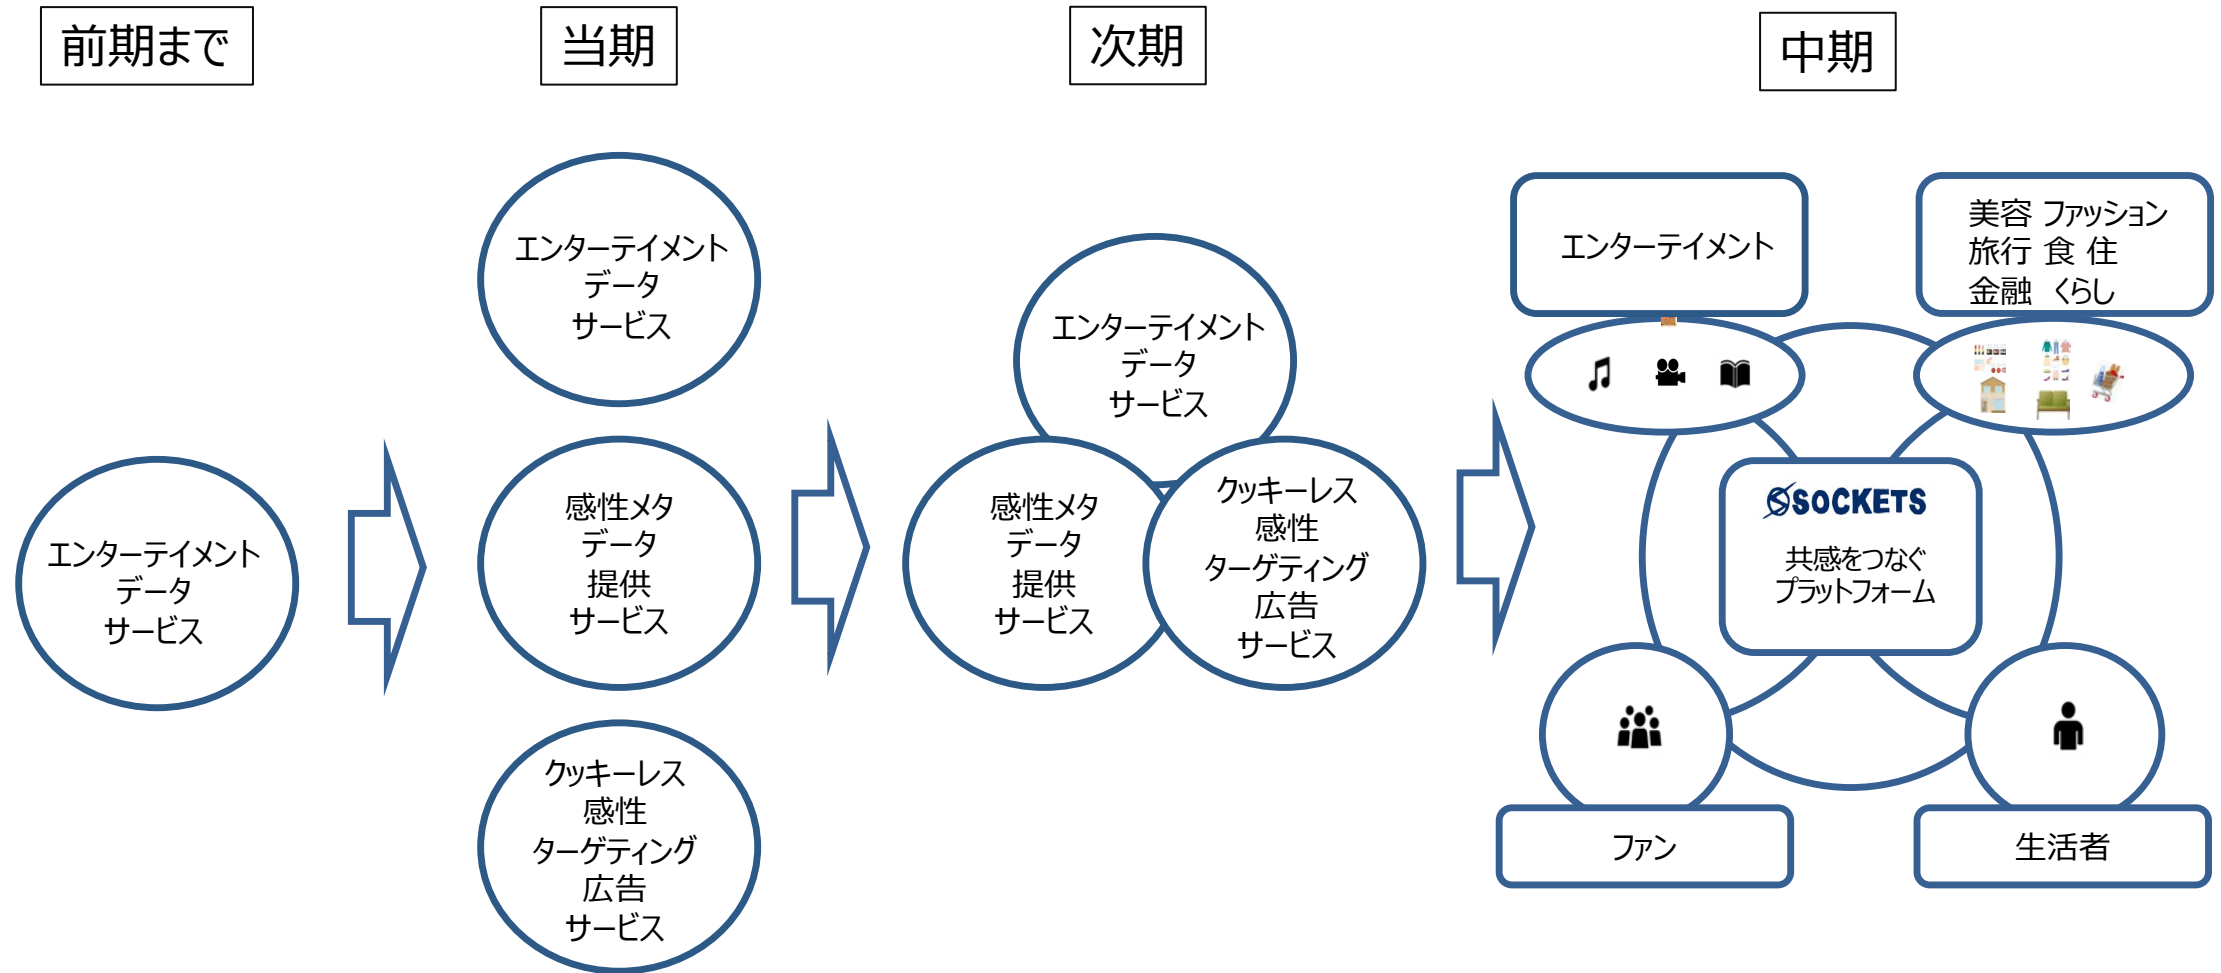 前期まで
当期
次期
中期
エンターテイメント
データ
サービス
エンターテイメント
データ
サービス
感性メタ
データ
提供
サービス
クッキーレス
感性
ターゲティング
広告
サービス
エンターテイメント
データ
サービス
感性メタ
データ
提供
サービス
クッキーレス
感性
ターゲティング
広告
サービス
エンターテイメント
美容 ファッション
旅行 食 住
金融 くらし
SOCKETS
共感をつなぐ
プラットフォーム
ファン
生活者